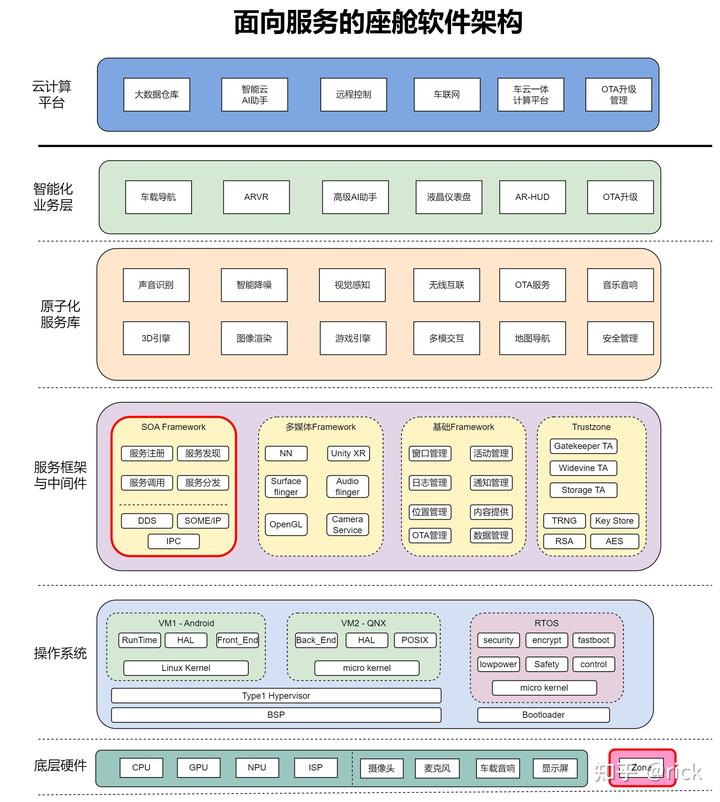 面向服务的座舱软件架构
云计算
平台
大数据仓库
智能云
AI助手
远程控制
车联网
车云一体
计算平台
OTA升级
管理
智能化
业务层
车载导航
ARVR
高级AI助手
液晶仪表盘
AR-HUD
OTA升级
原子化
服务库
声音识别
智能降噪
视觉感知
无线互联
OTA服务
音乐音响
3D引擎
图像渲染
游戏引擎
多模交互
地图导航
安全管理
服务框架
与中间件
SOA Framework
服务注册
服务发现
服务调用
服务分发
DDS
SOME/IP
IPC
多媒体Framework
NN
Unity XR
Surface
flinger
Audio
flinger
OpenGL
Camera
Service
基础Framework
窗口管理
活动管理
日志管理
通知管理
位置管理
内容提供
OTA管理
数据管理
Trustzone
Gatekeeper TA
Widevine TA
Storage TA
TRNG
Key Store
RSA
AES
操作系统
VM1 - Android
RunTime
HAL
Front_End
Linux Kernel
VM2 - QNX
Back_End
HAL
POSIX
micro kernel
Type1 Hypervisor
BSP
RTOS
security
encrypt
fastboot
lowpower
Safety
control
micro kernel
Bootloader
底层硬件
CPU
GPU
NPU
ISP
摄像头
麦克风
车载音响
显示屏
知乎 @rick